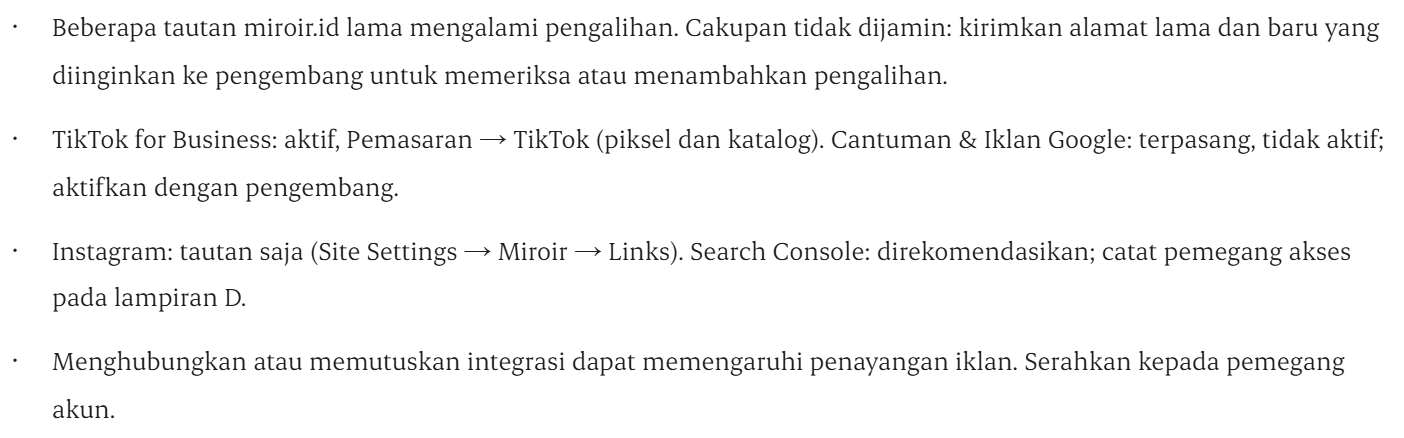 · Beberapa tautan miroir.id lama mengalami pengalihan. Cakupan tidak dijamin: kirimkan alamat lama dan baru yang
diinginkan ke pengembang untuk memeriksa atau menambahkan pengalihan.
· TikTok for Business: aktif, Pemasaran → TikTok (piksel dan katalog). Cantuman & Iklan Google: terpasang, tidak aktif;
aktifkan dengan pengembang.
· Instagram: tautan saja (Site Settings → Miroir → Links). Search Console: direkomendasikan; catat pemegang akses
pada lampiran D.
· Menghubungkan atau memutuskan integrasi dapat memengaruhi penayangan iklan. Serahkan kepada pemegang
akun.